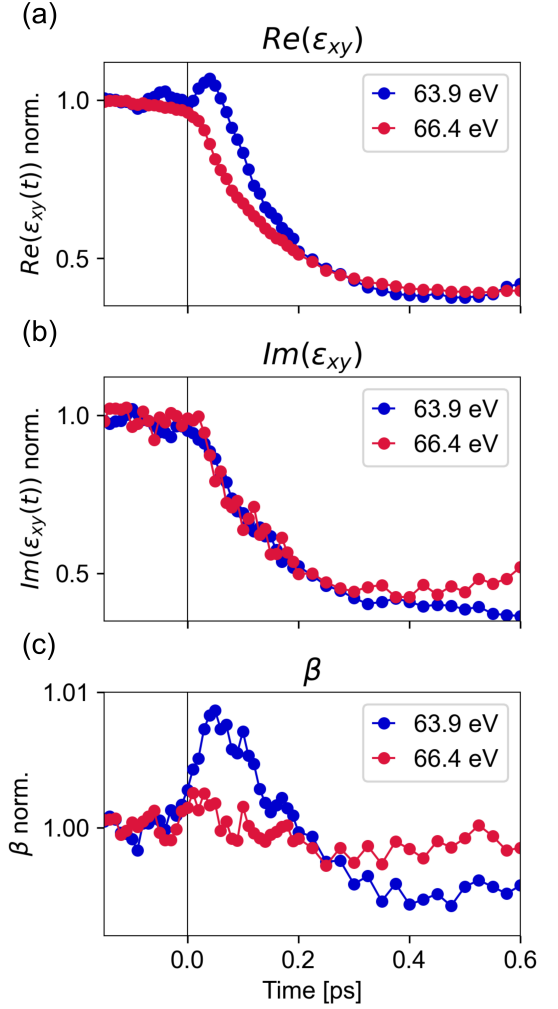 (a)
Re(εxy)
Re(εxy(t)) norm.
1.0
0.5
63.9 eV
66.4 eV
(b)
Im(εxy)
Im(εxy(t)) norm.
1.0
0.5
63.9 eV
66.4 eV
(c)
β
β norm.
1.01
1.00
63.9 eV
66.4 eV
0.0 0.2 0.4 0.6
Time [ps]